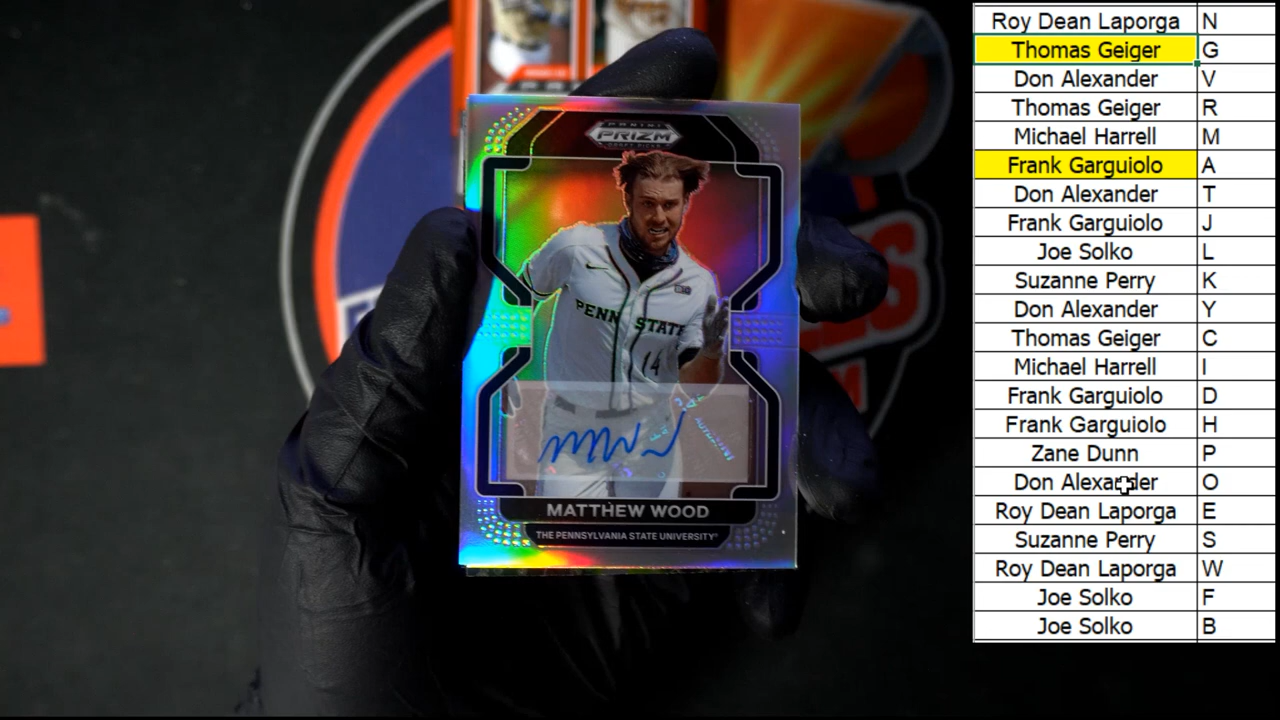 PANINI
PRIZM
DRAFT PICKS
PENN STATE
14
AUTHENTIC
MATTHEW WOOD
THE PENNSYLVANIA STATE UNIVERSITY
Roy Dean Laporga N
Thomas Geiger G
Don Alexander V
Thomas Geiger R
Michael Harrell M
Frank Garguiolo A
Don Alexander T
Frank Garguiolo J
Joe Solko L
Suzanne Perry K
Don Alexander Y
Thomas Geiger C
Michael Harrell I
Frank Garguiolo D
Frank Garguiolo H
Zane Dunn P
Don Alexander O
Roy Dean Laporga E
Suzanne Perry S
Roy Dean Laporga W
Joe Solko F
Joe Solko B